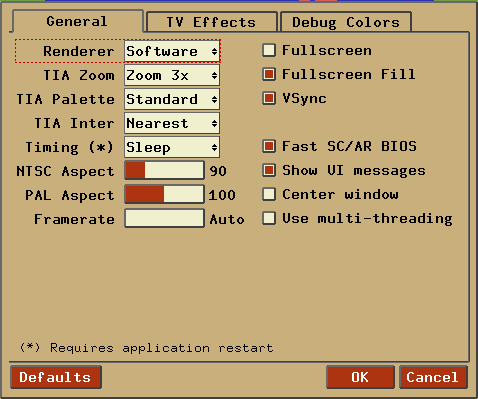 General TV Effects Debug Colors
Renderer Software Fullscreen
TIA Zoom Zoom 3x Fullscreen Fill
TIA Palette Standard VSync
TIA Inter Nearest
Timing (*) Sleep Fast SC/AR BIOS
NTSC Aspect 90 Show UI messages
PAL Aspect 100 Center window
Framerate Auto Use multi-threading
(*) Requires application restart
Defaults OK Cancel